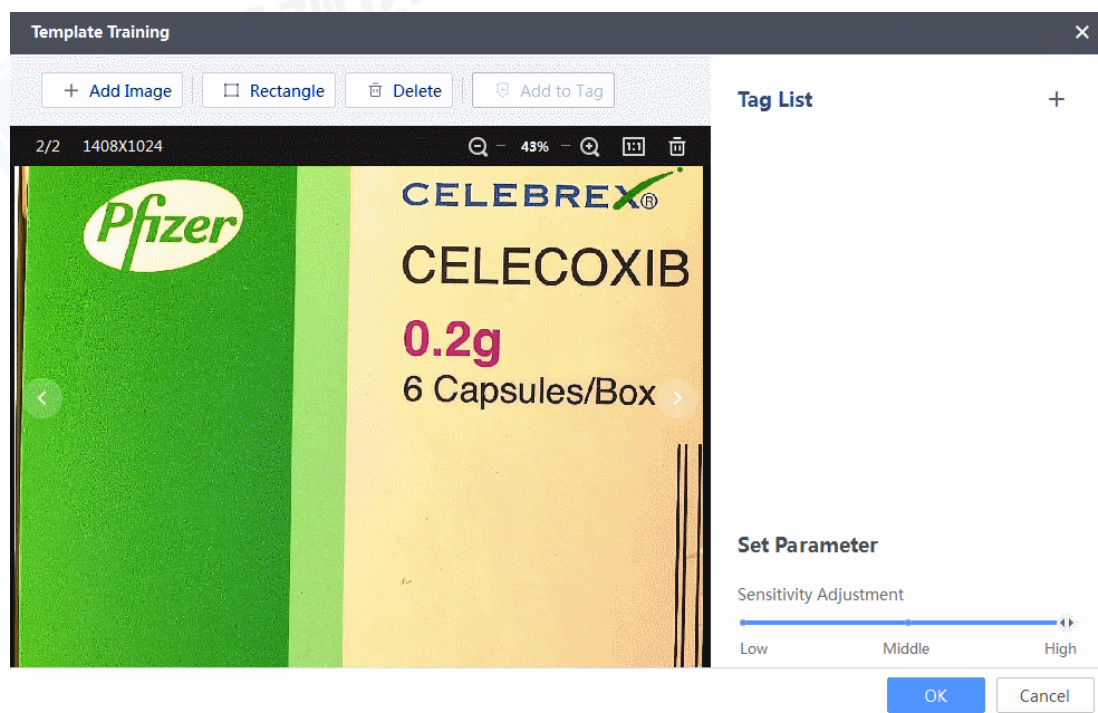 Template Training
Add Image
Rectangle
Delete
Add to Tag
Tag List
2/2 1408X1024
43%
1:1
Pfizer
CELEBREX®
CELECOXIB
0.2g
6 Capsules/Box
Set Parameter
Sensitivity Adjustment
Low Middle High
OK Cancel